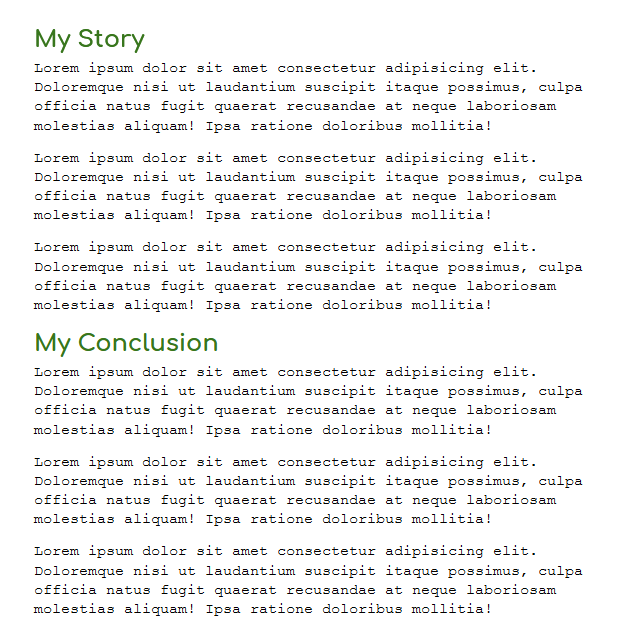 My Story
Lorem ipsum dolor sit amet consectetur adipisicing elit.
Doloremque nisi ut laudantium suscipit itaque possimus, culpa
officia natus fugit quaerat recusandae at neque laboriosam
molestias aliquam! Ipsa ratione doloribus mollitia!
Lorem ipsum dolor sit amet consectetur adipisicing elit.
Doloremque nisi ut laudantium suscipit itaque possimus, culpa
officia natus fugit quaerat recusandae at neque laboriosam
molestias aliquam! Ipsa ratione doloribus mollitia!
Lorem ipsum dolor sit amet consectetur adipisicing elit.
Doloremque nisi ut laudantium suscipit itaque possimus, culpa
officia natus fugit quaerat recusandae at neque laboriosam
molestias aliquam! Ipsa ratione doloribus mollitia!
My Conclusion
Lorem ipsum dolor sit amet consectetur adipisicing elit.
Doloremque nisi ut laudantium suscipit itaque possimus, culpa
officia natus fugit quaerat recusandae at neque laboriosam
molestias aliquam! Ipsa ratione doloribus mollitia!
Lorem ipsum dolor sit amet consectetur adipisicing elit.
Doloremque nisi ut laudantium suscipit itaque possimus, culpa
officia natus fugit quaerat recusandae at neque laboriosam
molestias aliquam! Ipsa ratione doloribus mollitia!
Lorem ipsum dolor sit amet consectetur adipisicing elit.
Doloremque nisi ut laudantium suscipit itaque possimus, culpa
officia natus fugit quaerat recusandae at neque laboriosam
molestias aliquam! Ipsa ratione doloribus mollitia!